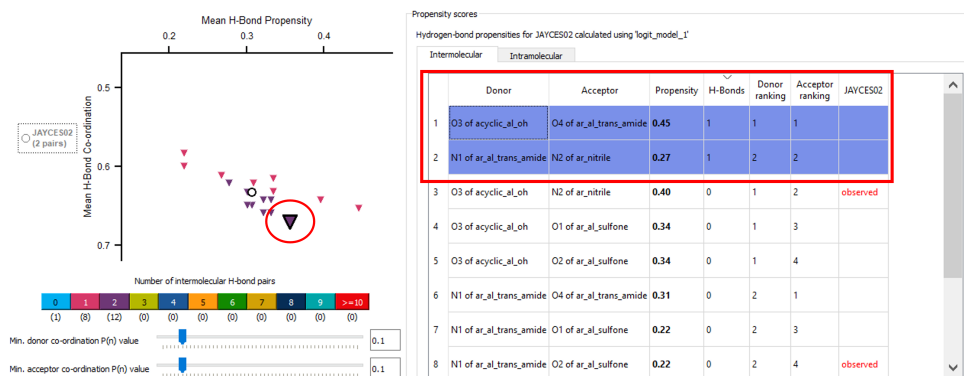 Mean H-Bond Propensity
0.2 0.3 0.4
Mean H-Bond Co-ordination
0.5
0.6
0.7
JAYCES02
(2 pairs)
Number of intermolecular H-bond pairs
0 1 2 3 4 5 6 7 8 9 >=10
(1) (8) (12) (0) (0) (0) (0) (0) (0) (0) (0)
Min. donor co-ordination P(n) value 0.1
Min. acceptor co-ordination P(n) value 0.1
Propensity scores
Hydrogen-bond propensities for JAYCES02 calculated using 'logit_model_1'
Intermolecular Intramolecular
Donor Acceptor Propensity H-Bonds Donor ranking Acceptor ranking JAYCES02
1 O3 of acyclic_al_oh O4 of ar_al_trans_amide 0.45 1 1 1
2 N1 of ar_al_trans_amide N2 of ar_nitrile 0.27 1 2 2
3 O3 of acyclic_al_oh N2 of ar_nitrile 0.40 0 1 2 observed
4 O3 of acyclic_al_oh O1 of ar_al_sulfone 0.34 0 1 3
5 O3 of acyclic_al_oh O2 of ar_al_sulfone 0.34 0 1 4
6 N1 of ar_al_trans_amide O4 of ar_al_trans_amide 0.31 0 2 1
7 N1 of ar_al_trans_amide O1 of ar_al_sulfone 0.22 0 2 3
8 N1 of ar_al_trans_amide O2 of ar_al_sulfone 0.22 0 2 4 observed